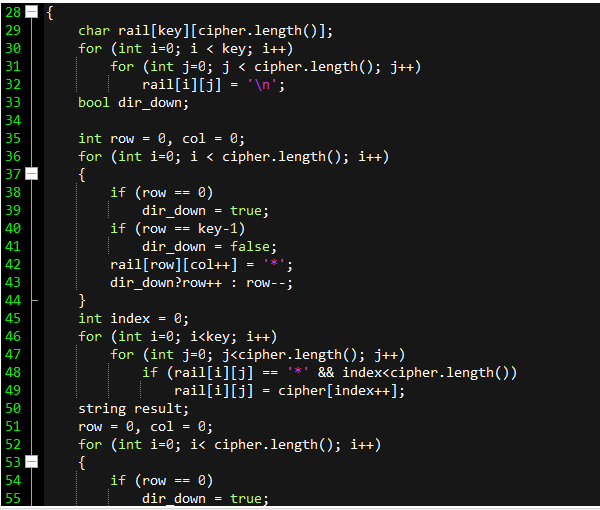 28 {
29     char rail[key][cipher.length()];
30     for (int i=0; i < key; i++)
31         for (int j=0; j < cipher.length(); j++)
32             rail[i][j] = '\n';
33     bool dir_down;
34
35     int row = 0, col = 0;
36     for (int i=0; i < cipher.length(); i++)
37     {
38         if (row == 0)
39             dir_down = true;
40         if (row == key-1)
41             dir_down = false;
42         rail[row][col++] = '*';
43         dir_down?row++ : row--;
44     }
45     int index = 0;
46     for (int i=0; i<key; i++)
47         for (int j=0; j<cipher.length(); j++)
48             if (rail[i][j] == '*' && index<cipher.length())
49                 rail[i][j] = cipher[index++];
50     string result;
51     row = 0, col = 0;
52     for (int i=0; i< cipher.length(); i++)
53     {
54         if (row == 0)
55             dir_down = true;